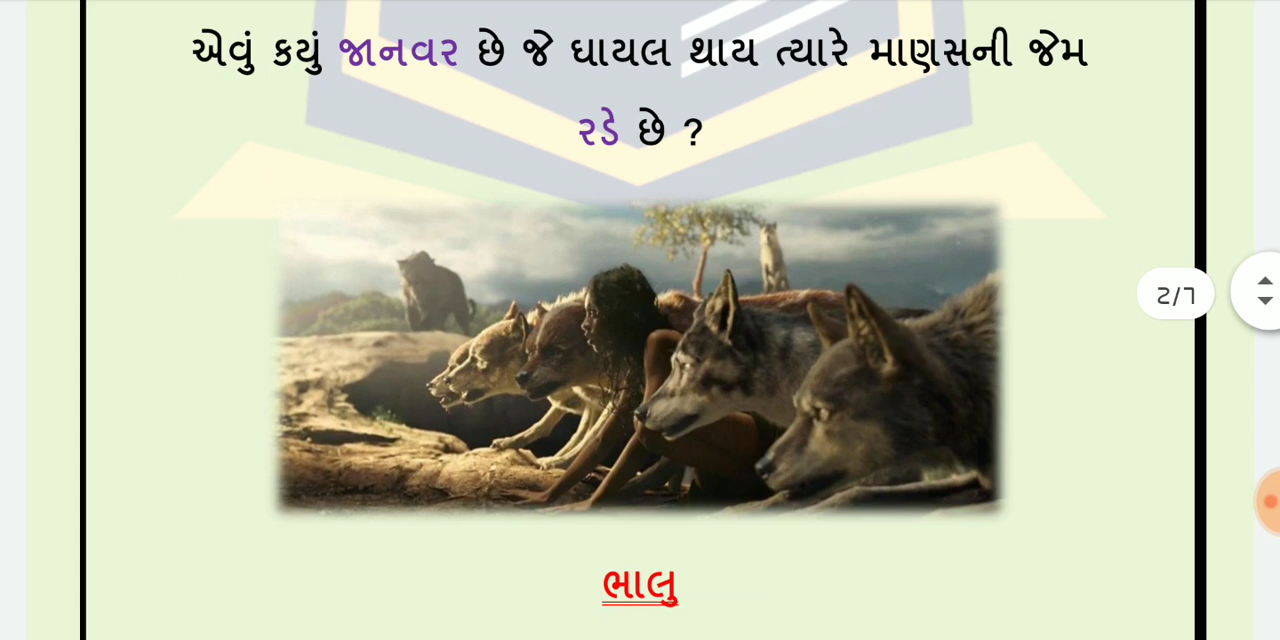 એવું કયું જાનવર છે જે ઘાયલ થાય ત્યારે માણસની જેમ
રડે છે ?
2/7
ભાલુ